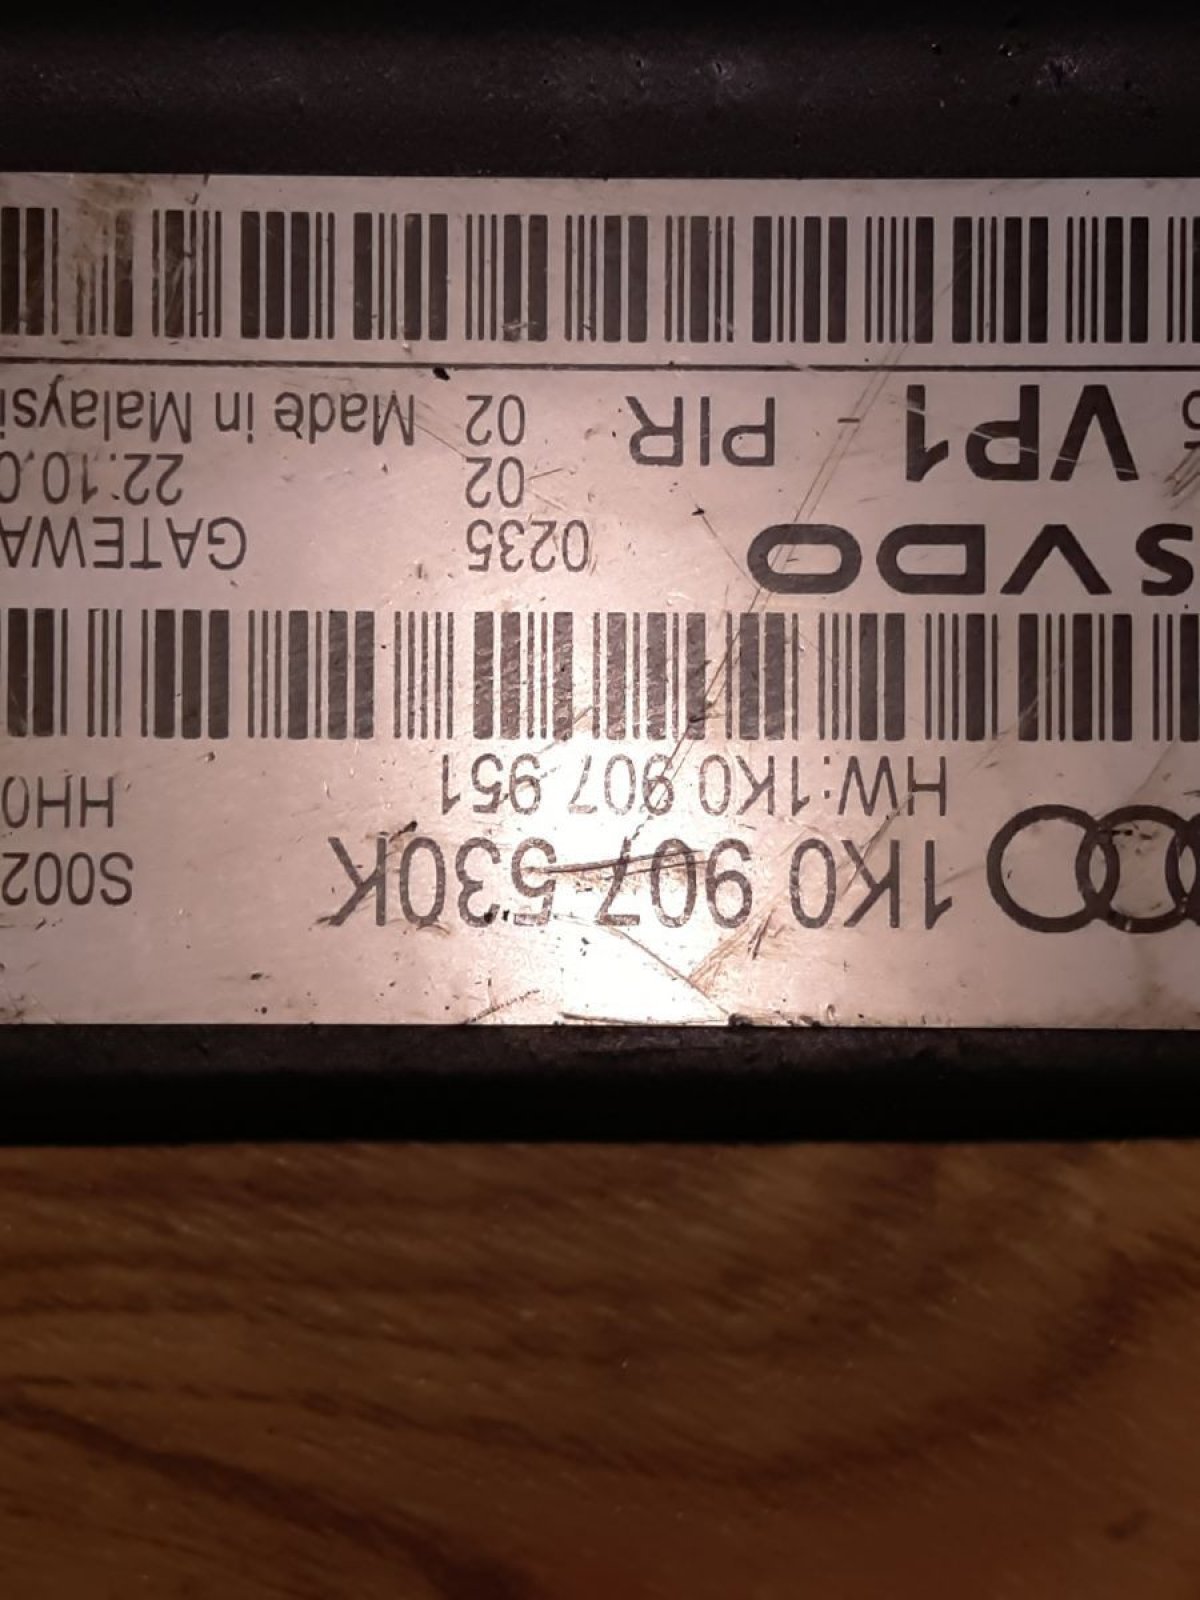 1K0 907 530K S002
HW:1K0 907 951 HH0
SVDO 0235 GATEWA
02 22.10.0
VP1 - PIR 02 Made in Malaysi